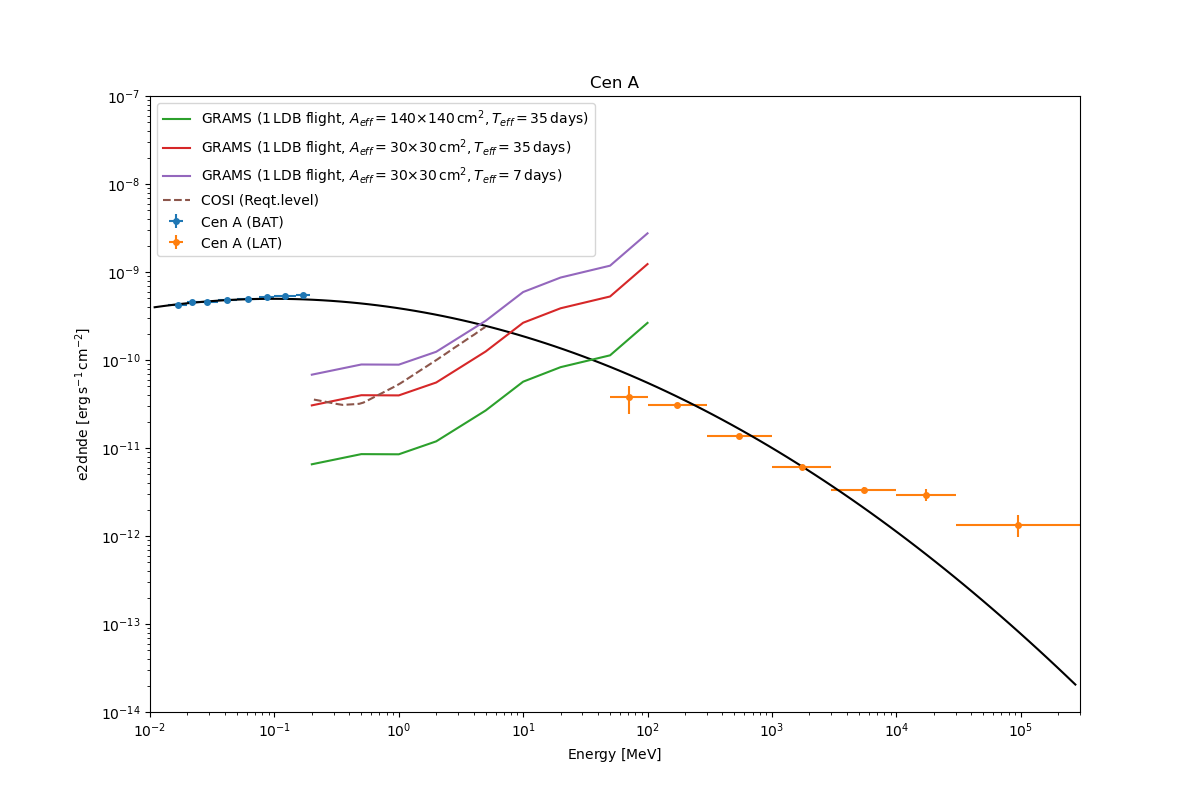 Cen A
GRAMS (1 LDB flight, A_eff = 140×140 cm², T_eff = 35 days)
GRAMS (1 LDB flight, A_eff = 30×30 cm², T_eff = 35 days)
GRAMS (1 LDB flight, A_eff = 30×30 cm², T_eff = 7 days)
COSI (Reqt.level)
Cen A (BAT)
Cen A (LAT)
e2dnde [erg s⁻¹ cm⁻²]
10⁻⁷
10⁻⁸
10⁻⁹
10⁻¹⁰
10⁻¹¹
10⁻¹²
10⁻¹³
10⁻¹⁴
10⁻² 10⁻¹ 10⁰ 10¹ 10² 10³ 10⁴ 10⁵
Energy [MeV]